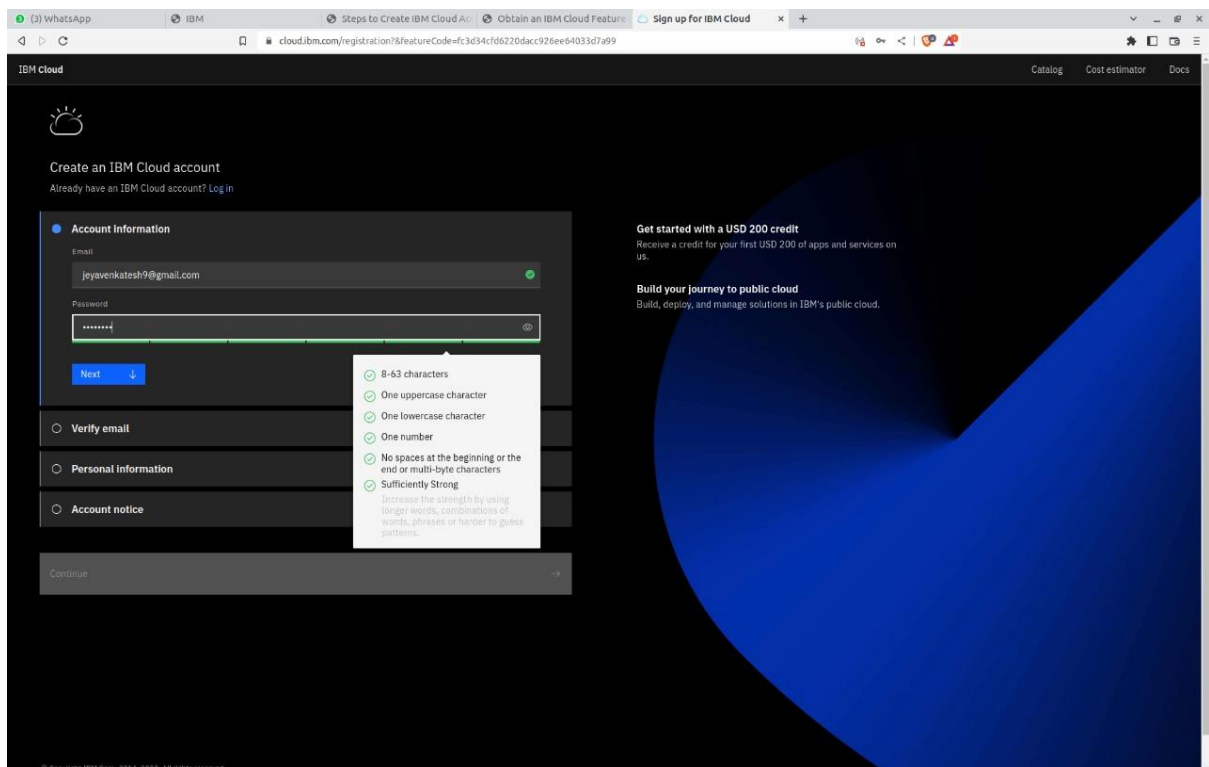 (3) WhatsApp
IBM
Steps to Create IBM Cloud Acc
Obtain an IBM Cloud Feature
Sign up for IBM Cloud
cloud.ibm.com/registration?&featureCode=fc3d34cfd6220dacc926ee64033d7a99
IBM Cloud
Catalog
Cost estimator
Docs
Create an IBM Cloud account
Already have an IBM Cloud account? Log in
Account information
Email
jeyavenkatesh9@gmail.com
Password
Next
8-63 characters
One uppercase character
One lowercase character
One number
No spaces at the beginning or the
end or multi-byte characters
Sufficiently Strong
Increase the strength by using
longer words, combinations of
words, phrases or harder to guess
patterns.
Verify email
Personal information
Account notice
Continue
Get started with a USD 200 credit
Receive a credit for your first USD 200 of apps and services on
us.
Build your journey to public cloud
Build, deploy, and manage solutions in IBM's public cloud.